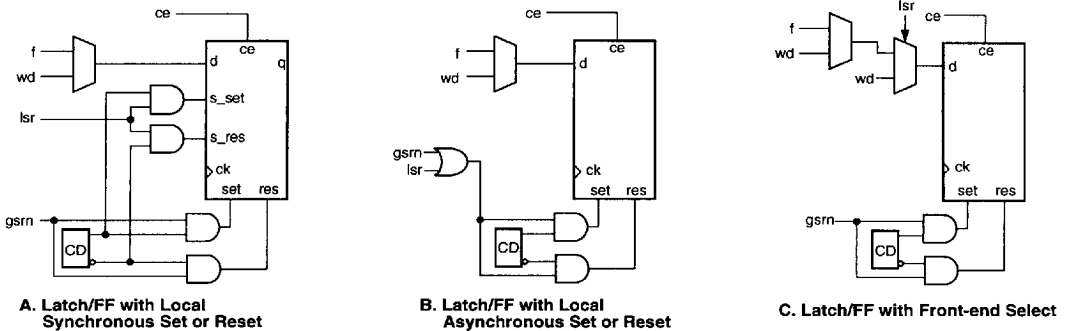 ce
f
wd
ce
d
q
s_set
lsr
s_res
ck
set res
gsrn
CD
A. Latch/FF with Local
Synchronous Set or Reset
ce
f
wd
ce
d
gsrn
lsr
ck
set res
CD
B. Latch/FF with Local
Asynchronous Set or Reset
lsr
ce
f
wd
wd
ce
d
ck
set res
gsrn
CD
C. Latch/FF with Front-end Select